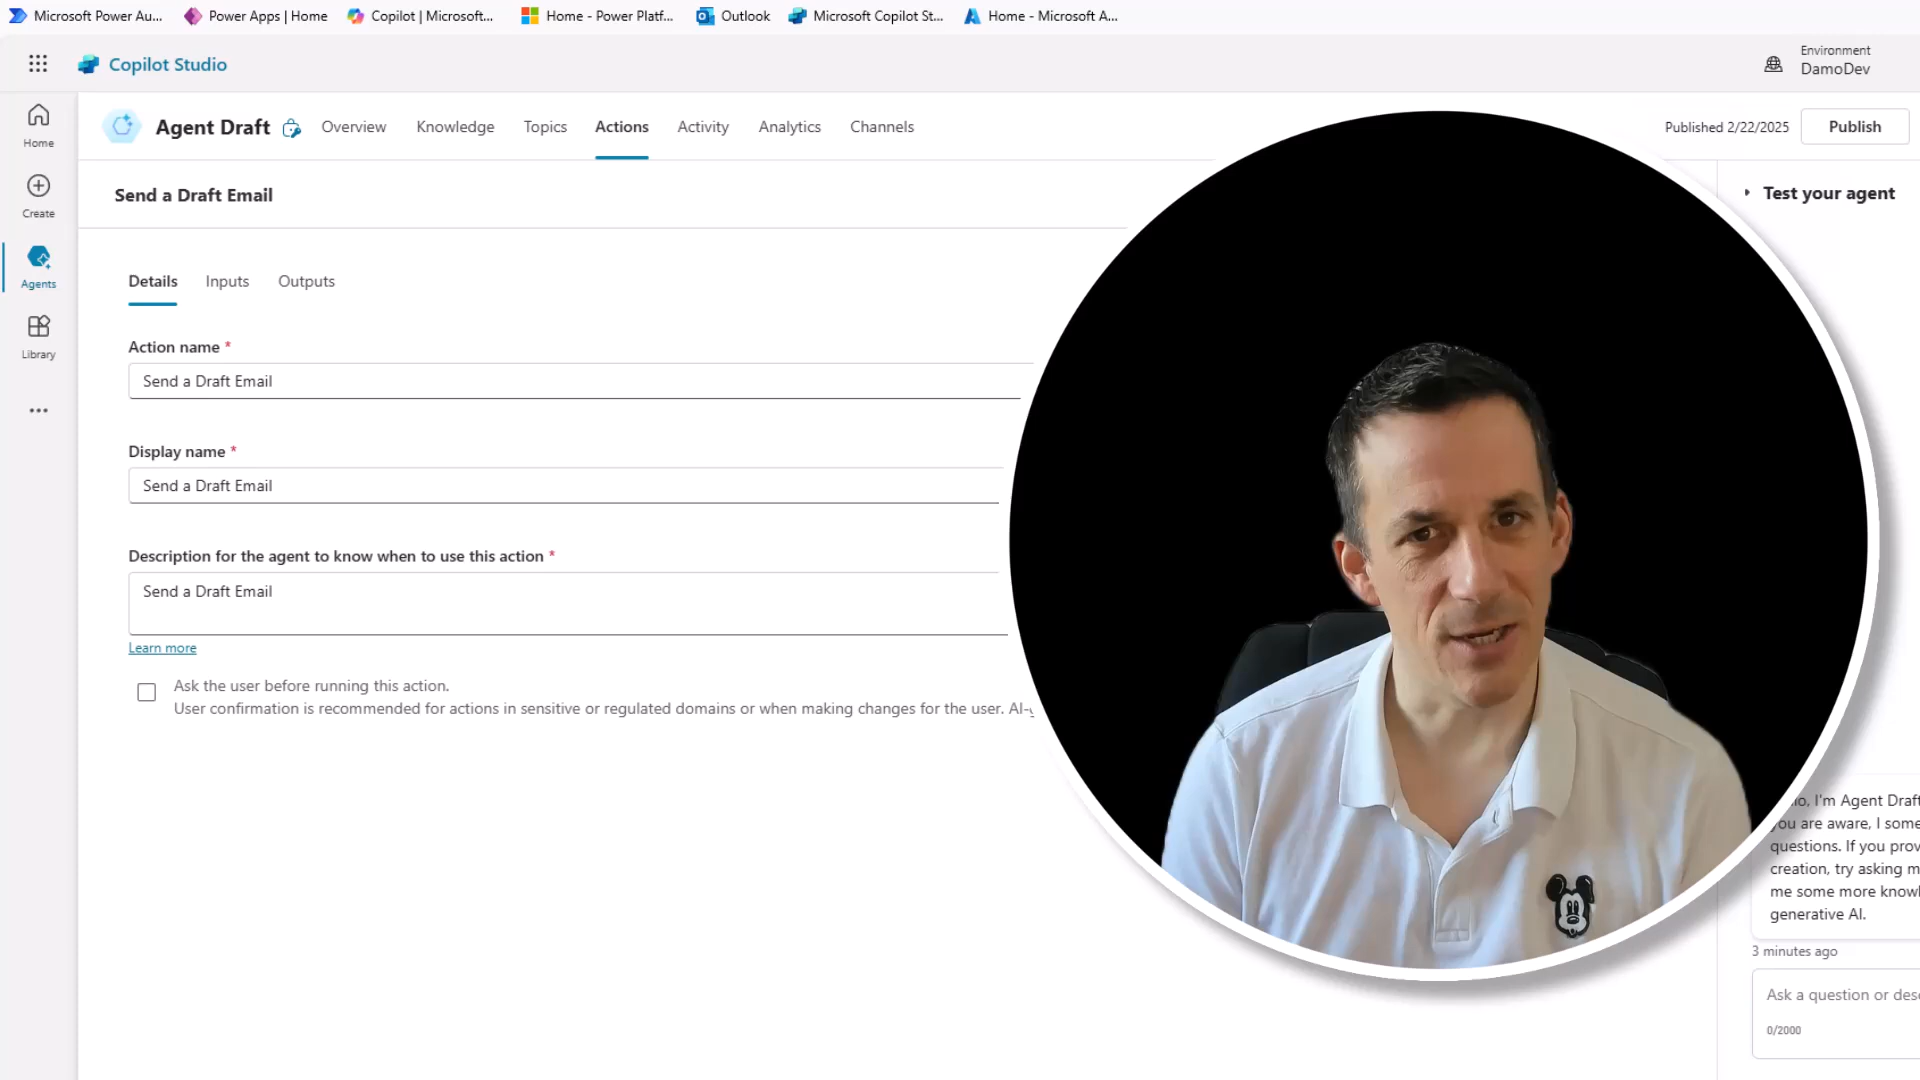 Microsoft Power Au...
Power Apps | Home
Copilot | Microsoft...
Home - Power Platf...
Outlook
Microsoft Copilot St...
Home - Microsoft A...
Copilot Studio
Environment
DamoDev
Home
Create
Agents
Library
Agent Draft
Overview
Knowledge
Topics
Actions
Activity
Analytics
Channels
Published 2/22/2025
Publish
Send a Draft Email
Test your agent
Details
Inputs
Outputs
Action name *
Send a Draft Email
Display name *
Send a Draft Email
Description for the agent to know when to use this action *
Send a Draft Email
Learn more
Ask the user before running this action.
User confirmation is recommended for actions in sensitive or regulated domains or when making changes for the user. AI-
I'm Agent Draft
you are aware, I some
questions. If you prov
creation, try asking m
me some more knowl
generative AI.
3 minutes ago
Ask a question or desc
0/2000